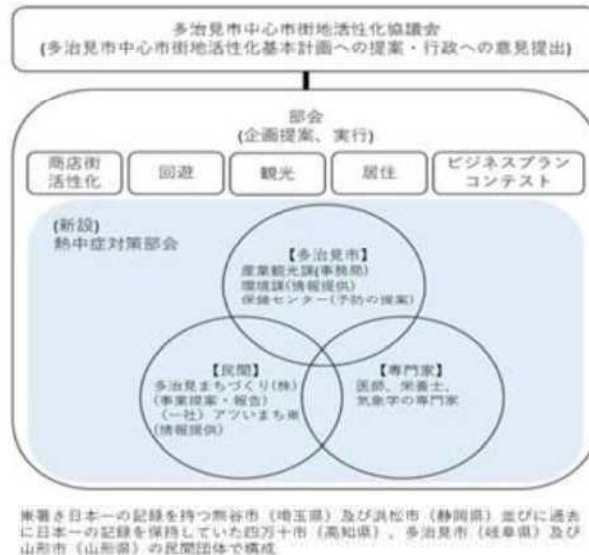 多治見市中心市街地活性化協議会
(多治見市中心市街地活性化基本計画への提案・行政への意見提出)
部会
(企画提案、実行)
商店街
活性化
回遊
観光
居住
ビジネスプラン
コンテスト
(新設)
熱中症対策部会
【多治見市】
産業観光課(事務局)
環境課(情報提供)
保健センター(予防の提案)
【民間】
多治見まちづくり(株)
(事業提案・報告)
(一社)アツいまち※
(情報提供)
【専門家】
医師、栄養士、
気象学の専門家
※暑さ日本一の記録を持つ熊谷市(埼玉県)及び浜松市(静岡県)並びに過去
に日本一の記録を保持していた四万十市(高知県)、多治見市(岐阜県)及び
山形市(山形県)の民間団体で構成